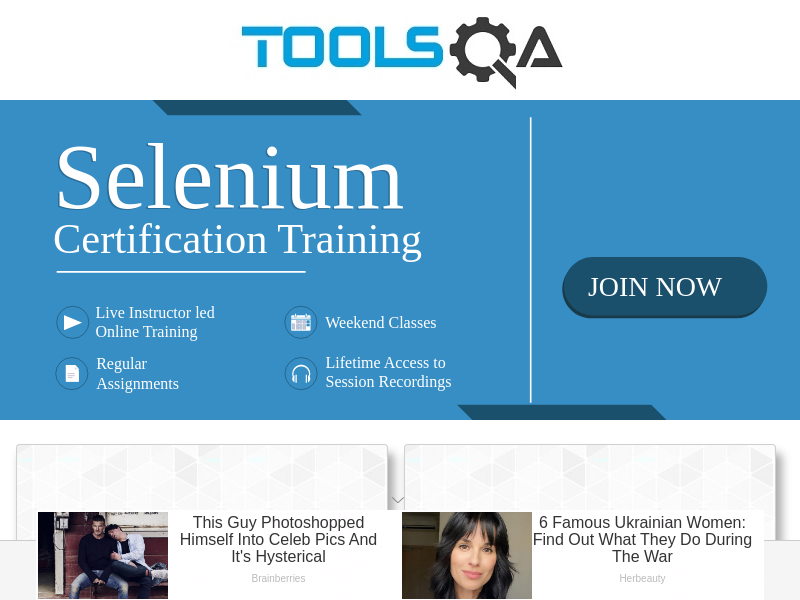 TOOLSQA
Selenium
Certification Training
JOIN NOW
Live Instructor led
Online Training
Weekend Classes
Regular
Assignments
Lifetime Access to
Session Recordings
This Guy Photoshopped
Himself Into Celeb Pics And
It's Hysterical
Brainberries
6 Famous Ukrainian Women:
Find Out What They Do During
The War
Herbeauty